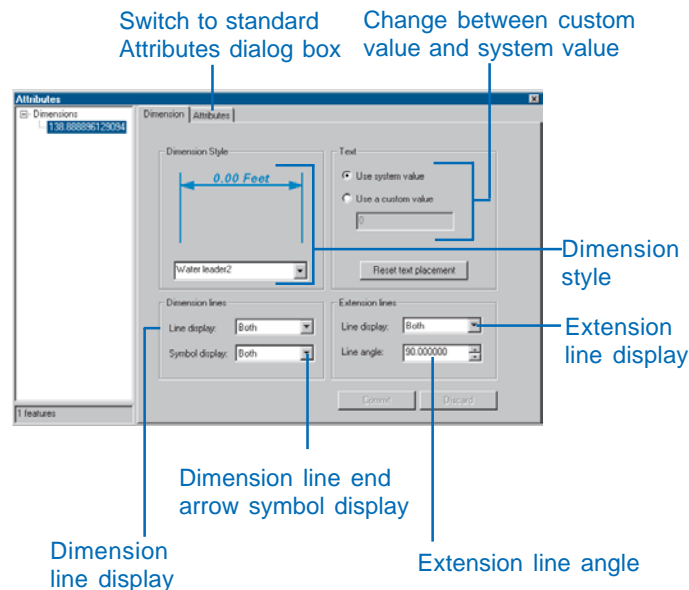 Switch to standard
Attributes dialog box
Change between custom
value and system value
Attributes
Dimensions
138.888896129094
Dimension
Attributes
Dimension Style
0.00 Feet
Water leader2
Text
Use system value
Use a custom value
0
Reset text placement
Dimension
style
Dimension lines
Line display: Both
Symbol display: Both
Extension lines
Line display: Both
Line angle: 90.000000
Extension
line display
Commit
Discard
1 features
Dimension line end
arrow symbol display
Dimension
line display
Extension line angle